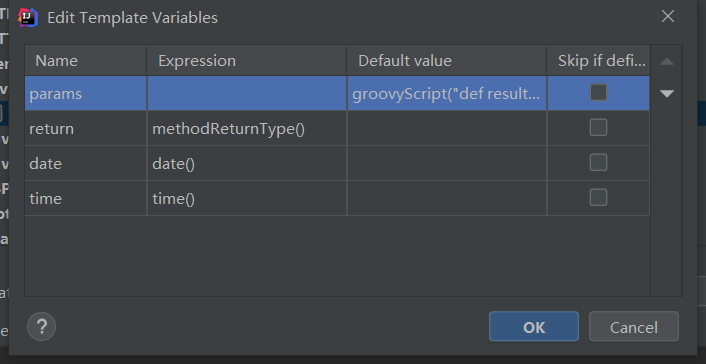 Edit Template Variables
Name Expression Default value Skip if defi...
params groovyScript("def result...
return methodReturnType()
date date()
time time()
? OK Cancel